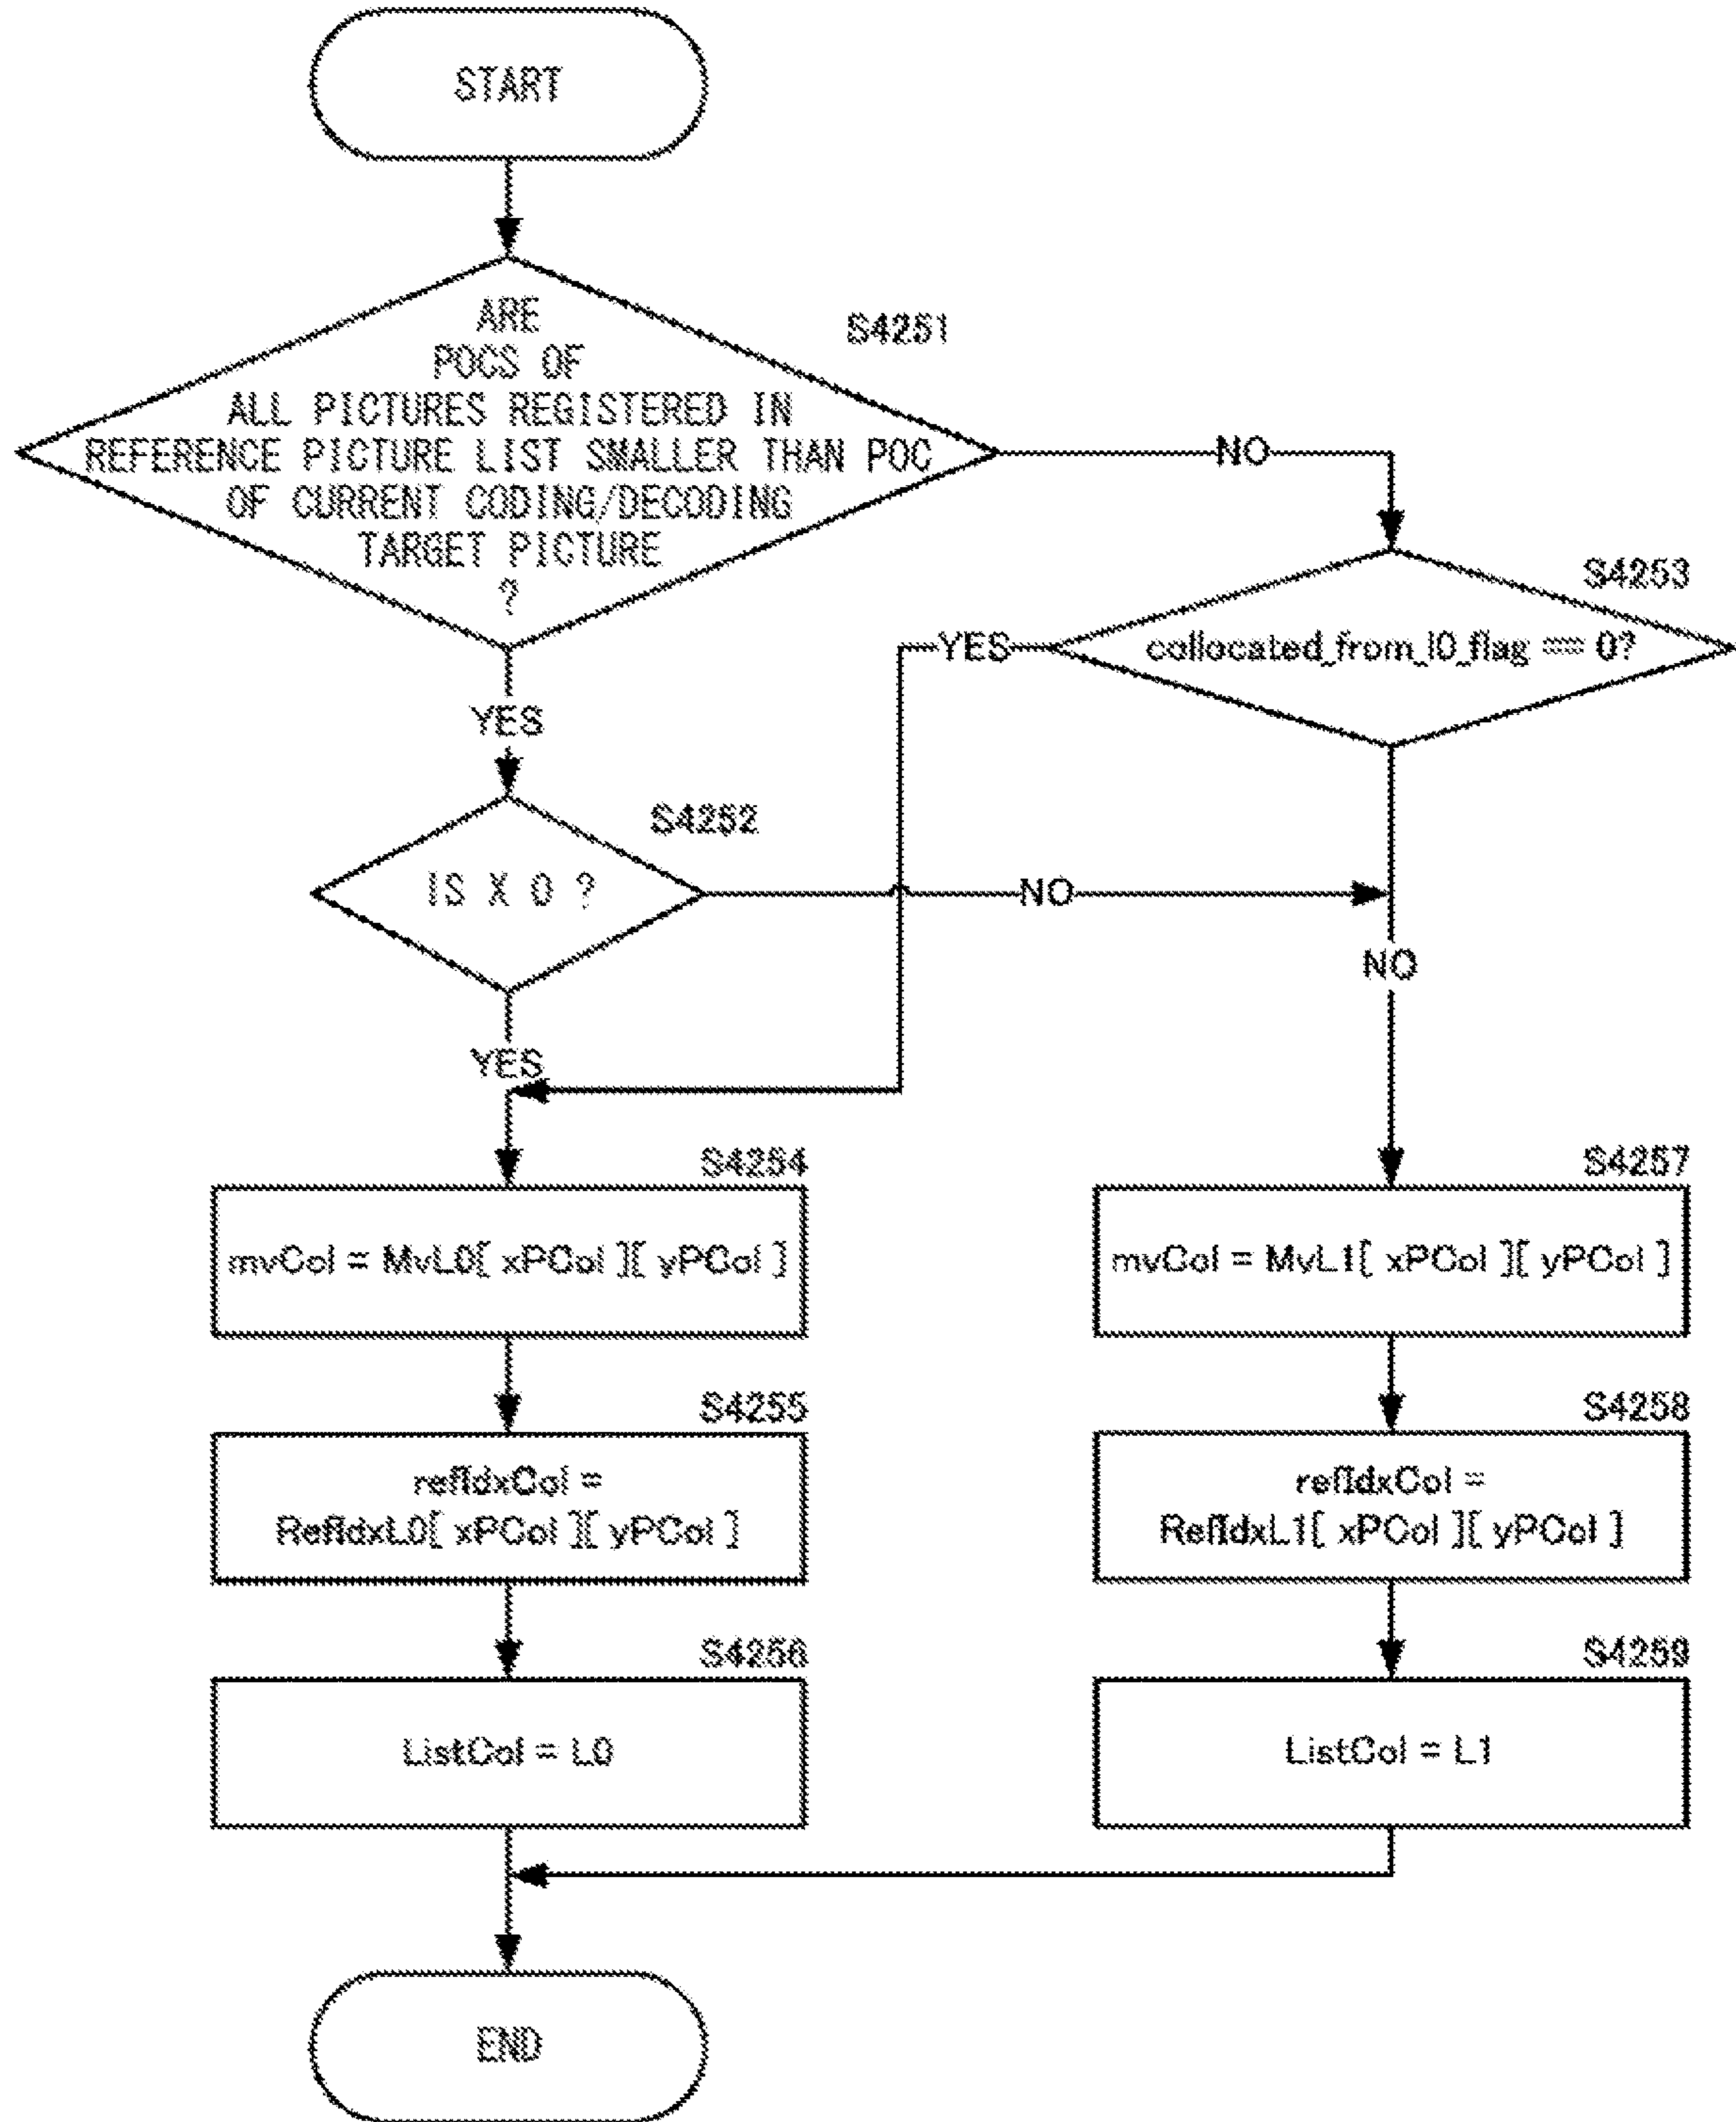 START
ARE
POCS OF
ALL PICTURES REGISTERED IN
REFERENCE PICTURE LIST SMALLER THAN POC
OF CURRENT CODING/DECODING
TARGET PICTURE
?
S4251
NO
YES
S4253
collocated_from_l0_flag == 0?
YES
NO
S4252
IS X 0 ?
NO
YES
S4254
mvCol = MvL0[ xPCol ][ yPCol ]
S4257
mvCol = MvL1[ xPCol ][ yPCol ]
S4255
refIdxCol =
RefIdxL0[ xPCol ][ yPCol ]
S4258
refIdxCol =
RefIdxL1[ xPCol ][ yPCol ]
S4256
ListCol = L0
S4259
ListCol = L1
END